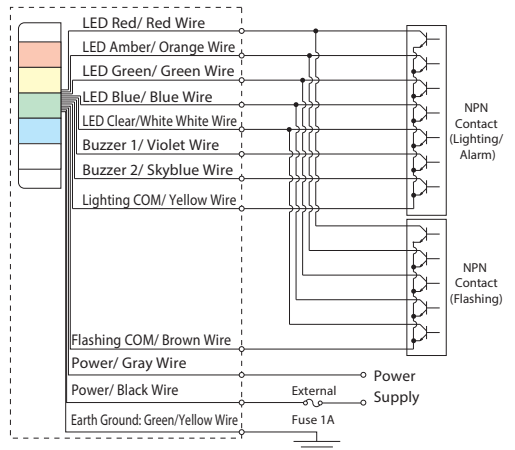 LED Red/ Red Wire
LED Amber/ Orange Wire
LED Green/ Green Wire
LED Blue/ Blue Wire
LED Clear/White White Wire
Buzzer 1/ Violet Wire
Buzzer 2/ Skyblue Wire
Lighting COM/ Yellow Wire
NPN
Contact
(Lighting/
Alarm)
NPN
Contact
(Flashing)
Flashing COM/ Brown Wire
Power/ Gray Wire
Power/ Black Wire
Earth Ground: Green/Yellow Wire
External
Fuse 1A
Power
Supply